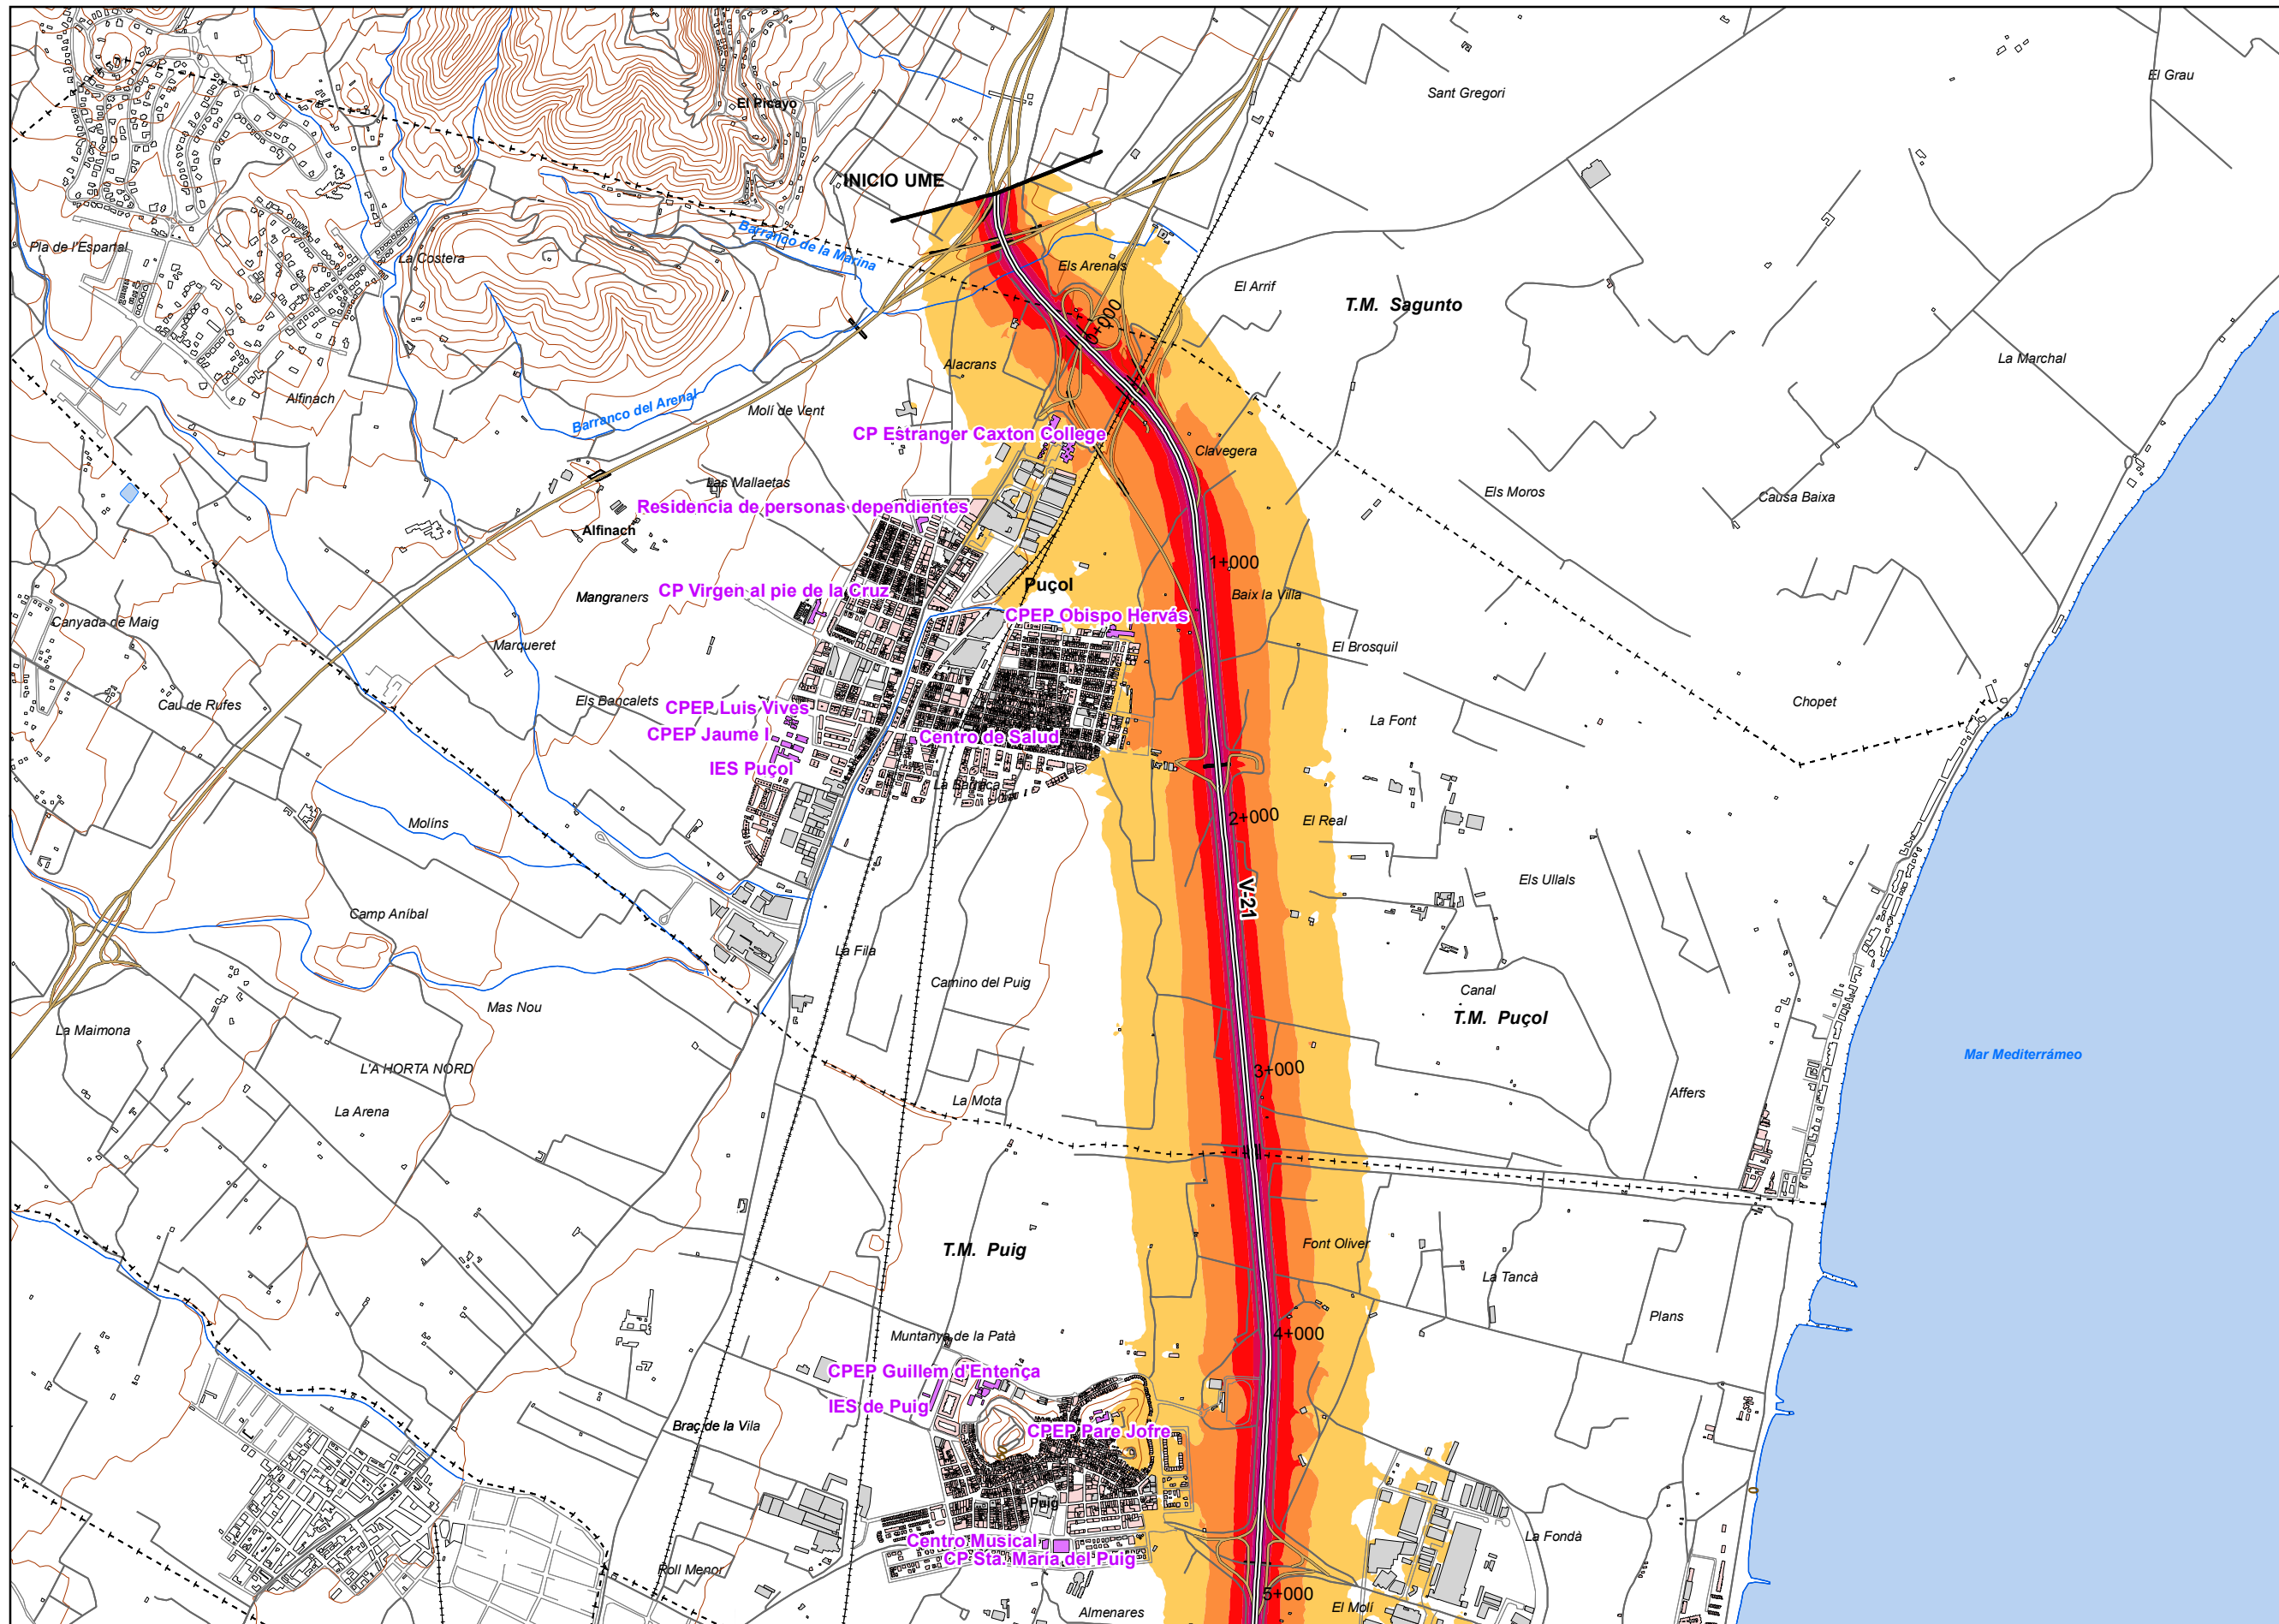 El Grau
Sant Gregori
El Picayo
INICIO UME
Barranco de la Marina
Pla de l'Espartal
La Costera
Els Arenals
El Arrif
T.M. Sagunto
0+000
La Marchal
Alacrans
Alfinach
Molí de Vent
Barranco del Arenal
CP Estranger Caxton College
Clavegera
Las Mallaetas
Els Moros
Causa Baixa
Residencia de personas dependientes
Alfinach
1+000
Puçol
CP Virgen al pie de la Cruz
Mangraners
Baix la Villa
CPEP Obispo Hervás
Canyada de Maig
Marqueret
El Brosquil
Els Bancalets
Cau de Rufes
CPEP Luis Vives
Chopet
La Font
CPEP Jaume I
Centro de Salud
IES Puçol
La Barraca
2+000
El Real
Molíns
Els Ullals
V-21
Camp Aníbal
La Fila
Camino del Puig
Canal
Mas Nou
T.M. Puçol
La Maimona
Mar Mediterrámeo
L'A HORTA NORD
3+000
Affers
La Mota
La Arena
T.M. Puig
Font Oliver
La Tancà
Plans
4+000
Muntanya de la Patà
CPEP Guillem d'Entença
IES de Puig
Braç de la Vila
CPEP Pare Jofre
0
0
Puig
La Fondà
Centro Musical
CP Sta. María del Puig
Roll Menor
5+000
El Molí
Almenares